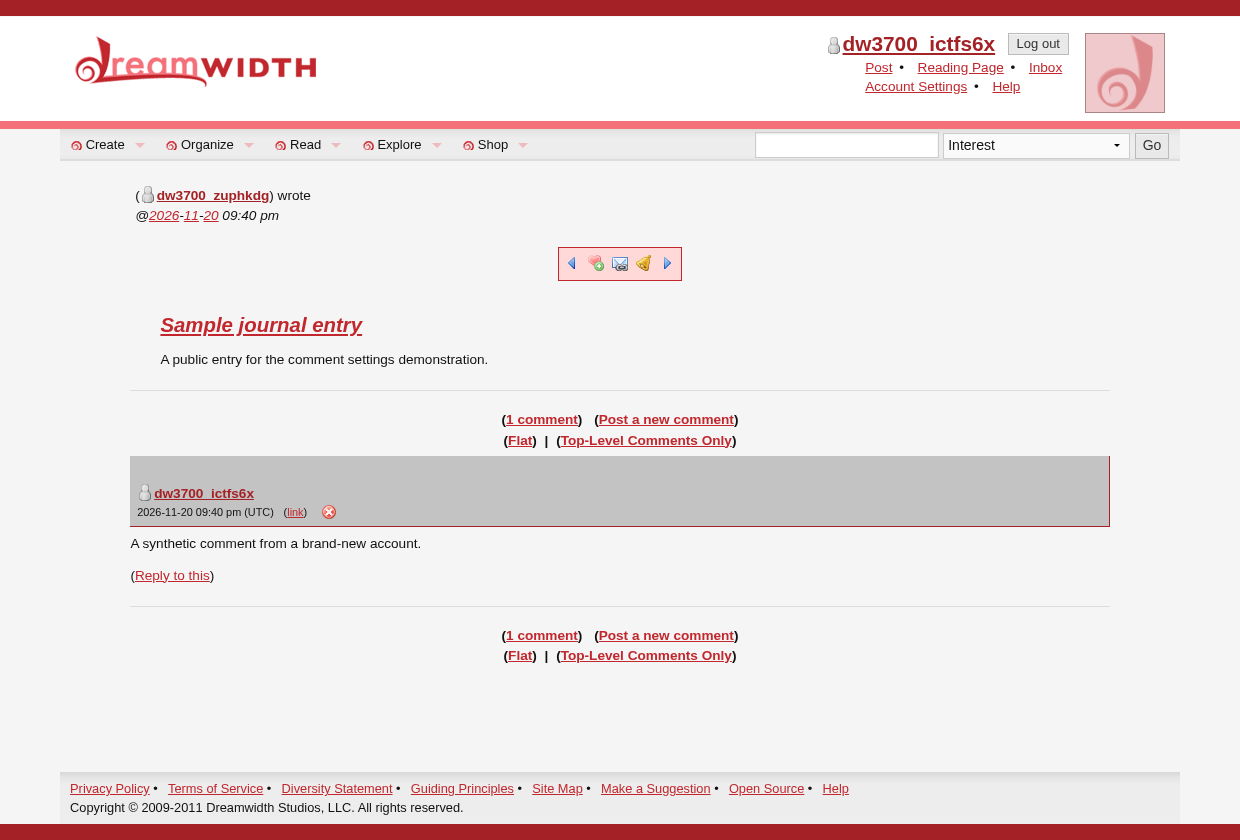 dreamWIDTH
dw3700_ictfs6x Log out
Post • Reading Page • Inbox
Account Settings • Help
Create Organize Read Explore Shop Interest Go
(dw3700_zuphkdg) wrote
@2026-11-20 09:40 pm
Sample journal entry
A public entry for the comment settings demonstration.
(1 comment) (Post a new comment)
(Flat) | (Top-Level Comments Only)
dw3700_ictfs6x
2026-11-20 09:40 pm (UTC) (link)
A synthetic comment from a brand-new account.
(Reply to this)
(1 comment) (Post a new comment)
(Flat) | (Top-Level Comments Only)
Privacy Policy • Terms of Service • Diversity Statement • Guiding Principles • Site Map • Make a Suggestion • Open Source • Help
Copyright © 2009-2011 Dreamwidth Studios, LLC. All rights reserved.